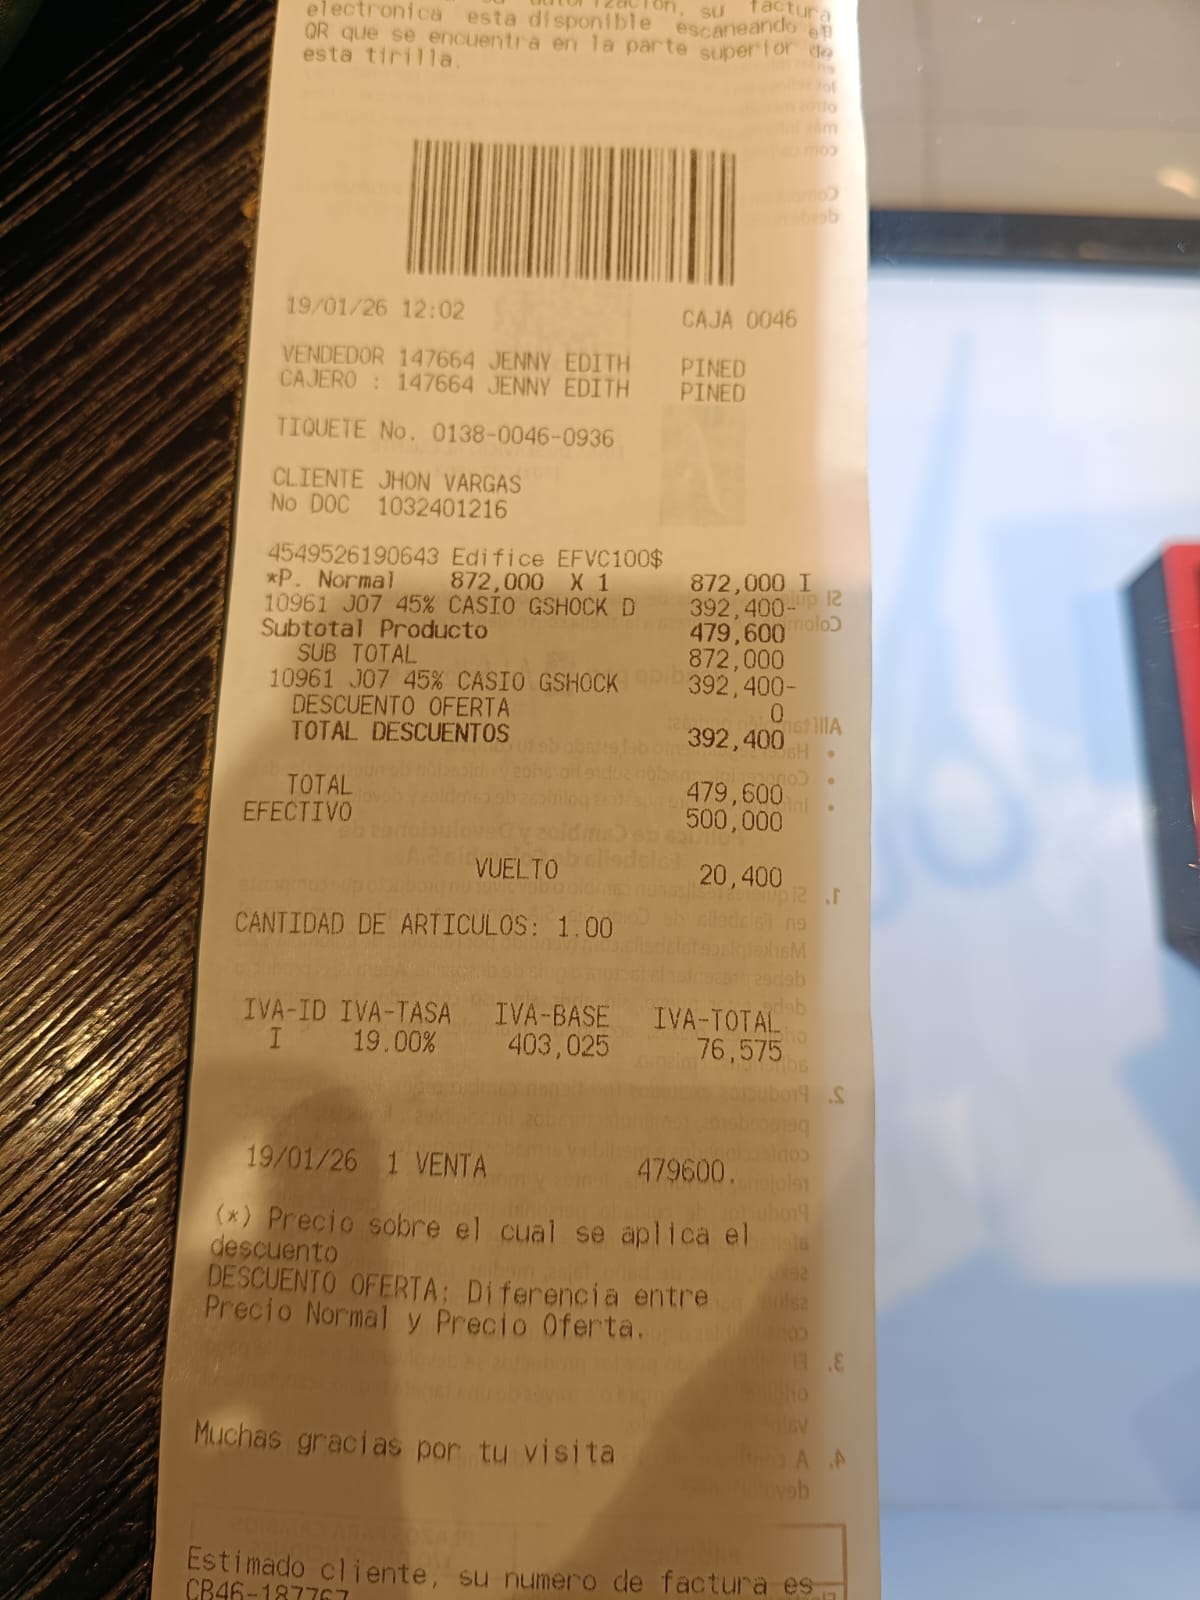 su factura
electronica esta disponible escaneando el
QR que se encuentra en la parte superior de
esta tirilla.
19/01/26 12:02 CAJA 0046
VENDEDOR 147664 JENNY EDITH PINED
CAJERO : 147664 JENNY EDITH PINED
TIQUETE No. 0138-0046-0936
CLIENTE JHON VARGAS
No DOC 1032401216
4549526190643 Edifice EFVC100$
*P. Normal 872,000 X 1 872,000 I
10961 J07 45% CASIO GSHOCK D 392,400-
Subtotal Producto 479,600
SUB TOTAL 872,000
10961 J07 45% CASIO GSHOCK 392,400-
DESCUENTO OFERTA 0
TOTAL DESCUENTOS 392,400
TOTAL 479,600
EFECTIVO 500,000
VUELTO 20,400
CANTIDAD DE ARTICULOS: 1.00
IVA-ID IVA-TASA IVA-BASE IVA-TOTAL
I 19.00% 403,025 76,575
19/01/26 1 VENTA 479600.
(*) Precio sobre el cual se aplica el
descuento
DESCUENTO OFERTA: Diferencia entre
Precio Normal y Precio Oferta.
Muchas gracias por tu visita
Estimado cliente, su numero de factura es
CB46-187767